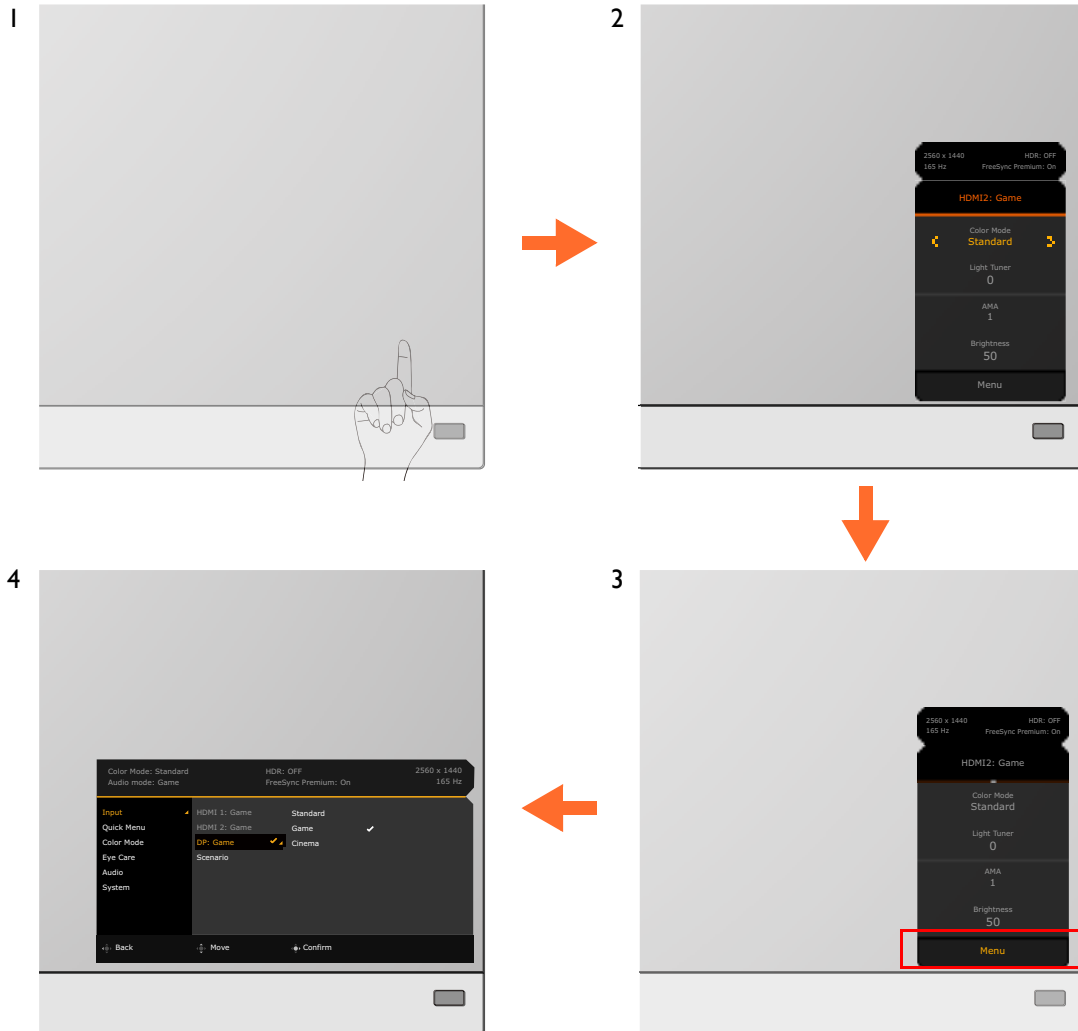 1
2
2560 x 1440 HDR: OFF
165 Hz FreeSync Premium: On
HDMI2: Game
Color Mode
Standard
Light Tuner
0
AMA
1
Brightness
50
Menu
3
2560 x 1440 HDR: OFF
165 Hz FreeSync Premium: On
HDMI2: Game
Color Mode
Standard
Light Tuner
0
AMA
1
Brightness
50
Menu
4
Color Mode: Standard HDR: OFF 2560 x 1440
Audio mode: Game FreeSync Premium: On 165 Hz
Input HDMI 1: Game Standard
Quick Menu HDMI 2: Game Game
Color Mode DP: Game Cinema
Eye Care Scenario
Audio
System
Back Move Confirm